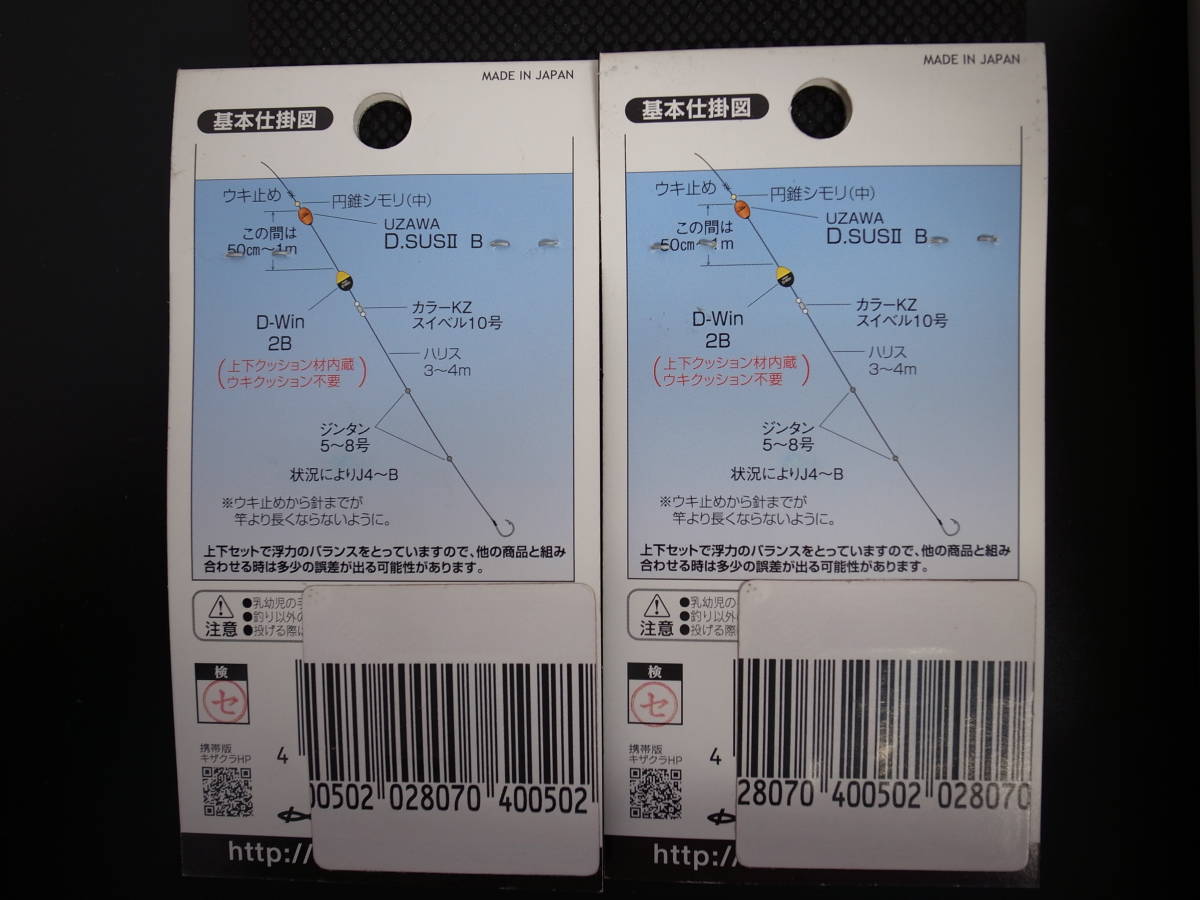 MADE IN JAPAN
基本仕掛図
ウキ止め
円錐シモリ(中)
この間は
50㎝〜1m
UZAWA
D.SUSⅡ B
D-Win
2B
(上下クッション材内蔵
ウキクッション不要)
カラーKZ
スイベル10号
ハリス
3〜4m
ジンタン
5〜8号
状況によりJ4〜B
※ウキ止めから針までが
竿より長くならないように。
上下セットで浮力のバランスをとっていますので、他の商品と組み
合わせる時は多少の誤差が出る可能性があります。
注意
●乳幼児の
●釣り以外の
●投げる際に
検
セ
携帯版
キザクラHP
4
00502 028070 400502
http://
MADE IN JAPAN
基本仕掛図
ウキ止め
円錐シモリ(中)
この間は
50㎝〜1m
UZAWA
D.SUSⅡ B
D-Win
2B
(上下クッション材内蔵
ウキクッション不要)
カラーKZ
スイベル10号
ハリス
3〜4m
ジンタン
5〜8号
状況によりJ4〜B
※ウキ止めから針までが
竿より長くならないように。
上下セットで浮力のバランスをとっていますので、他の商品と組み
合わせる時は多少の誤差が出る可能性があります。
注意
●乳幼児の
●釣り以外
●投げる際
検
セ
携帯版
キザクラHP
4
28070 400502 028070
http://